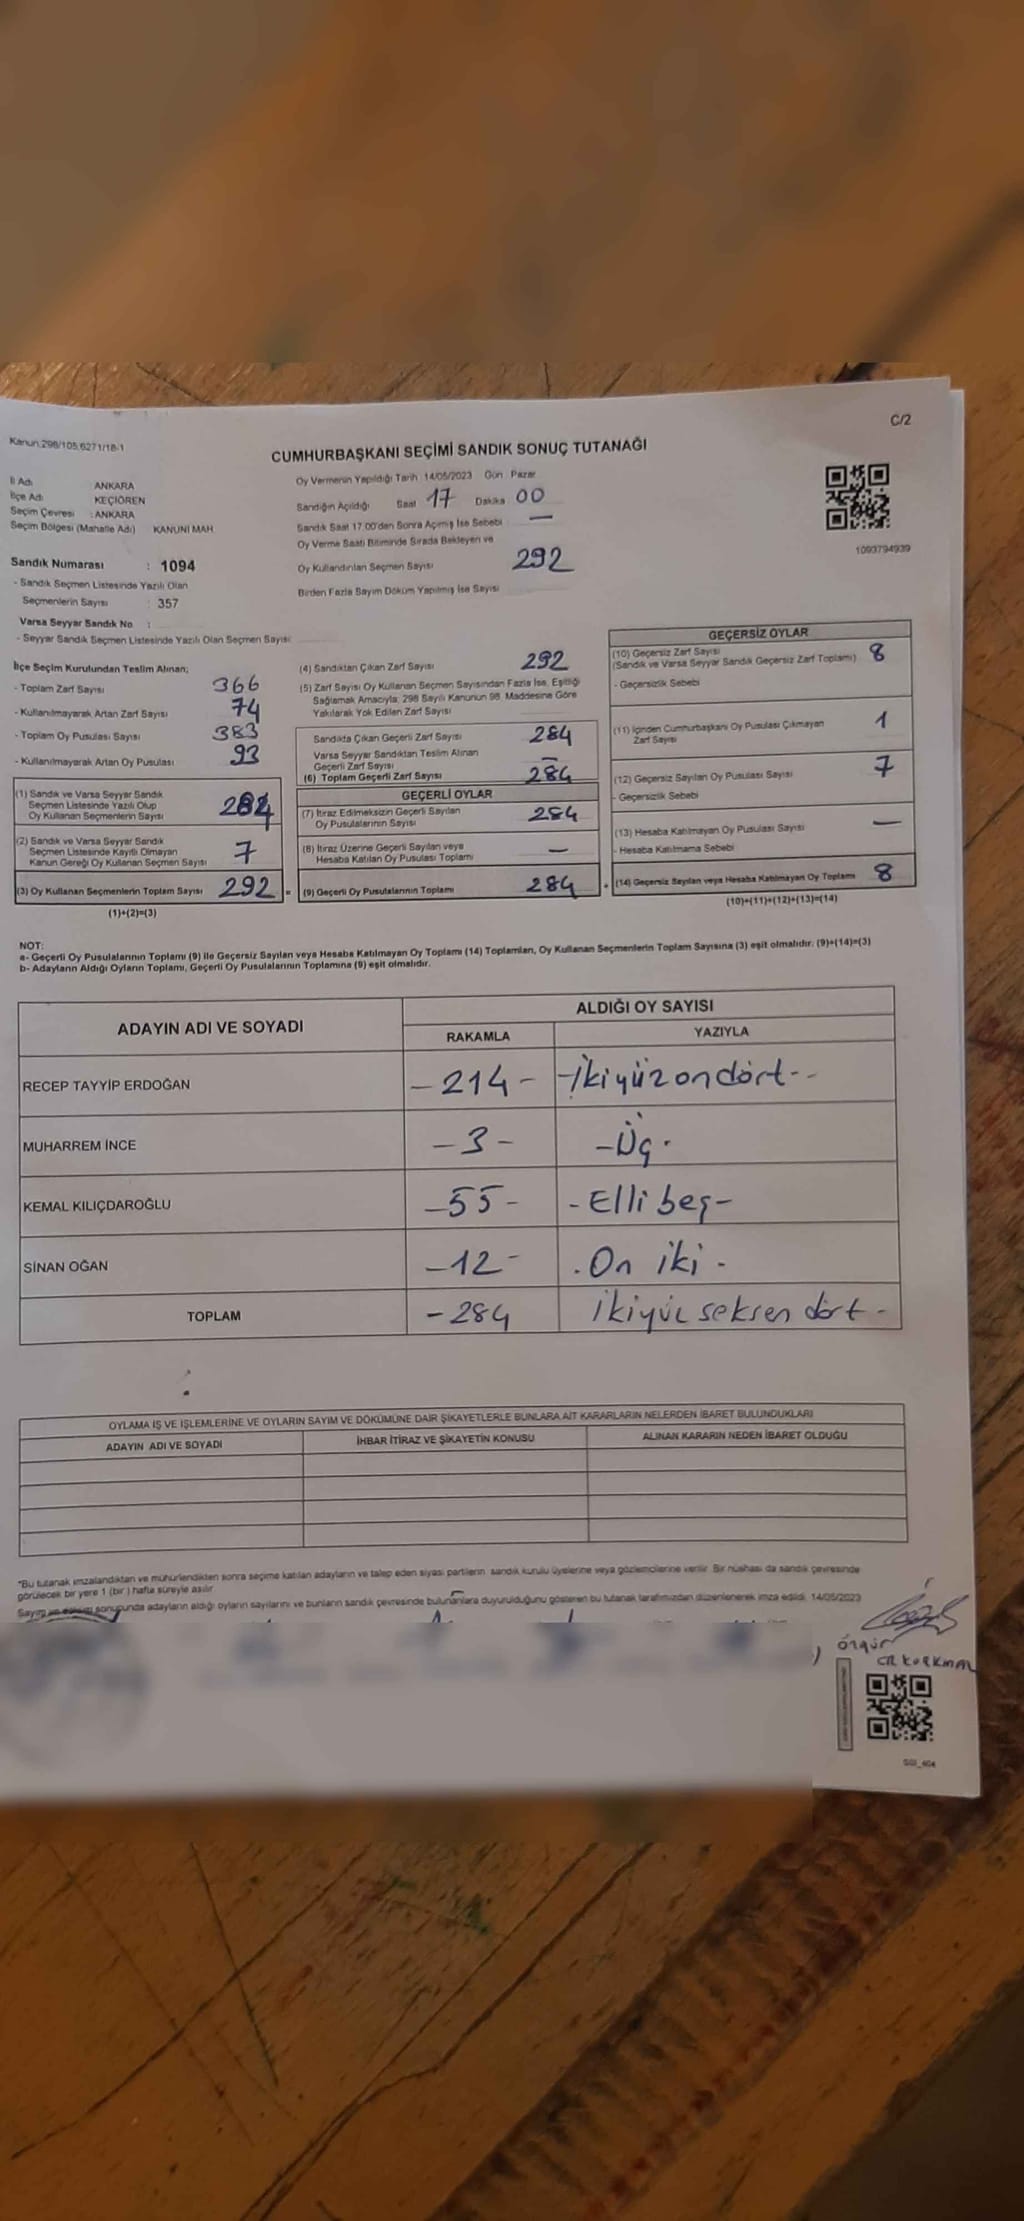 Kanun.298/105,6271/18-1
C/2
CUMHURBAŞKANI SEÇİMİ SANDIK SONUÇ TUTANAĞI
İl Adı ANKARA
İlçe Adı KEÇİÖREN
Seçim Çevresi : ANKARA
Seçim Bölgesi (Mahalle Adı) KANUNİ MAH
Sandık Numarası : 1094
- Sandık Seçmen Listesinde Yazılı Olan
Seçmenlerin Sayısı : 357
Varsa Seyyar Sandık No :
- Seyyar Sandık Seçmen Listesinde Yazılı Olan Seçmen Sayısı:
Oy Vermenin Yapıldığı Tarih 14/05/2023 Gün Pazar
Sandığın Açıldığı Saat 17 Dakika 00
Sandık Saat 17.00'den Sonra Açımış İse Sebebi —
Oy Verme Saati Bitiminde Sırada Bekleyen ve
Oy Kullandırılan Seçmen Sayısı 292
Birden Fazla Sayım Döküm Yapılmış İse Sayısı
1093794939
İlçe Seçim Kurulundan Teslim Alınan;
- Toplam Zarf Sayısı 366
- Kullanılmayarak Artan Zarf Sayısı 74
- Toplam Oy Pusulası Sayısı 383
- Kullanılmayarak Artan Oy Pusulası 93
(1) Sandık ve Varsa Seyyar Sandık
Seçmen Listesinde Yazılı Olup
Oy Kullanan Seçmenlerin Sayısı
(2) Sandık ve Varsa Seyyar Sandık
Seçmen Listesinde Kayıtlı Olmayan
Kanun Gereği Oy Kullanan Seçmen Sayısı 7
(3) Oy Kullanan Seçmenlerin Toplam Sayısı 292 =
(1)+(2)=(3)
(4) Sandıktan Çıkan Zarf Sayısı 292
(5) Zarf Sayısı Oy Kullanan Seçmen Sayısından Fazla İse, Eşitliği
Sağlamak Amacıyla, 298 Sayılı Kanunun 98. Maddesine Göre
Yakılarak Yok Edilen Zarf Sayısı
Sandıkta Çıkan Geçerli Zarf Sayısı 284
Varsa Seyyar Sandıktan Teslim Alınan
Geçerli Zarf Sayısı —
(6) Toplam Geçerli Zarf Sayısı 284
GEÇERLİ OYLAR
(7) İtiraz Edilmeksizin Geçerli Sayılan
Oy Pusulalarının Sayısı 284
(8) İtiraz Üzerine Geçerli Sayılan veya
Hesaba Katılan Oy Pusulası Toplamı —
(9) Geçerli Oy Pusulalarının Toplamı 284 +
GEÇERSİZ OYLAR
(10) Geçersiz Zarf Sayısı
(Sandık ve Varsa Seyyar Sandık Geçersiz Zarf Toplamı) 8
- Geçersizlik Sebebi
(11) İçinden Cumhurbaşkanı Oy Pusulası Çıkmayan
Zarf Sayısı 1
(12) Geçersiz Sayılan Oy Pusulası Sayısı 7
- Geçersizlik Sebebi
(13) Hesaba Katılmayan Oy Pusulası Sayısı —
- Hesaba Katılmama Sebebi
(14) Geçersiz Sayılan veya Hesaba Katılmayan Oy Toplamı 8
(10)+(11)+(12)+(13)=(14)
NOT:
a- Geçerli Oy Pusulalarının Toplamı (9) ile Geçersiz Sayılan veya Hesaba Katılmayan Oy Toplamı (14) Toplamları, Oy Kullanan Seçmenlerin Toplam Sayısına (3) eşit olmalıdır. (9)+(14)=(3)
b- Adayların Aldığı Oyların Toplamı, Geçerli Oy Pusulalarının Toplamına (9) eşit olmalıdır.
ADAYIN ADI VE SOYADI ALDIĞI OY SAYISI
RAKAMLA YAZIYLA
RECEP TAYYİP ERDOĞAN - 214 - - İkiyüz on dört - -
MUHARREM İNCE - 3 - - Üç -
KEMAL KILIÇDAROĞLU - 55 - - Elli beş -
SİNAN OĞAN - 12 - . On iki -
TOPLAM - 284 İkiyüz seksen dört -
OYLAMA İŞ VE İŞLEMLERİNE VE OYLARIN SAYIM VE DÖKÜMÜNE DAİR ŞİKAYETLERLE BUNLARA AİT KARARLARIN NELERDEN İBARET BULUNDUKLARI
ADAYIN ADI VE SOYADI İHBAR İTİRAZ VE ŞİKAYETİN KONUSU ALINAN KARARIN NEDEN İBARET OLDUĞU
*Bu tutanak imzalandıktan ve mühürlendikten sonra seçime katılan adayların ve talep eden siyasi partilerin sandık kurulu üyelerine veya gözlemcilerine verilir. Bir nüshası da sandık çevresinde
görülecek bir yere 1 (bir) hafta süreyle asılır.
Sayım sonucunda adayların aldığı oyların sayılarını ve bunların sandık çevresinde bulunanlara duyurulduğunu gösteren bu tutanak tarafımızdan düzenlenerek imza edildi. 14/05/2023
Özgür
ER KORKMAZ